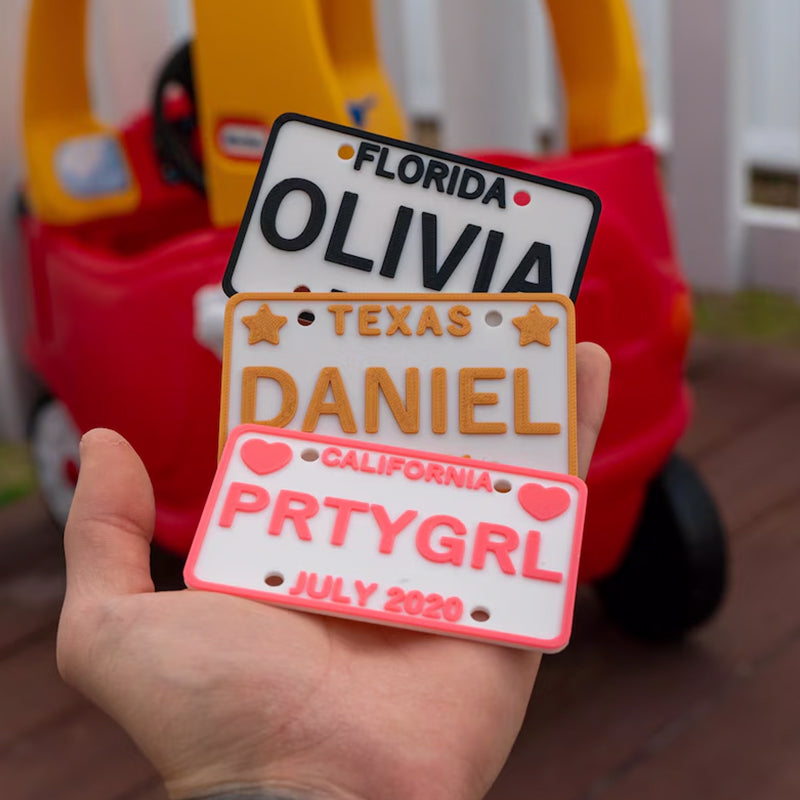 FLORIDA
OLIVIA
TEXAS
DANIEL
CALIFORNIA
PRTYGRL
JULY 2020